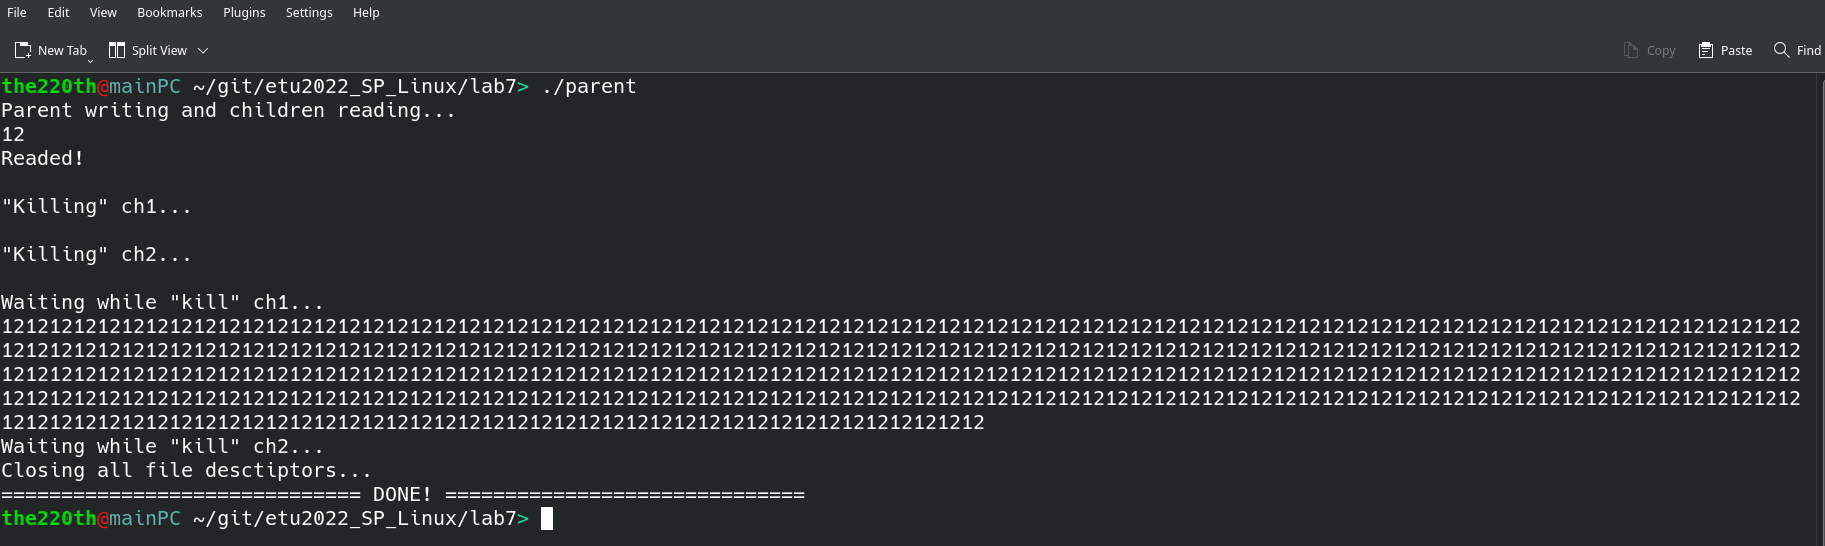 File Edit View Bookmarks Plugins Settings Help
New Tab Split View Copy Paste Find
the220th@mainPC ~/git/etu2022_SP_Linux/lab7> ./parent
Parent writing and children reading...
12
Readed!
"Killing" ch1...
"Killing" ch2...
Waiting while "kill" ch1...
121212121212121212121212121212121212121212121212121212121212121212121212121212121212121212121212121212121212121212121212121212121212121212121212121212
121212121212121212121212121212121212121212121212121212121212121212121212121212121212121212121212121212121212121212121212121212121212121212121212121212
121212121212121212121212121212121212121212121212121212121212121212121212121212121212121212121212121212121212121212121212121212121212121212121212121212
121212121212121212121212121212121212121212121212121212121212121212121212121212121212121212121212121212121212121212121212121212121212121212121212121212
1212121212121212121212121212121212121212121212121212121212121212121212121212121212
Waiting while "kill" ch2...
Closing all file desctiptors...
============================== DONE! ==============================
the220th@mainPC ~/git/etu2022_SP_Linux/lab7>